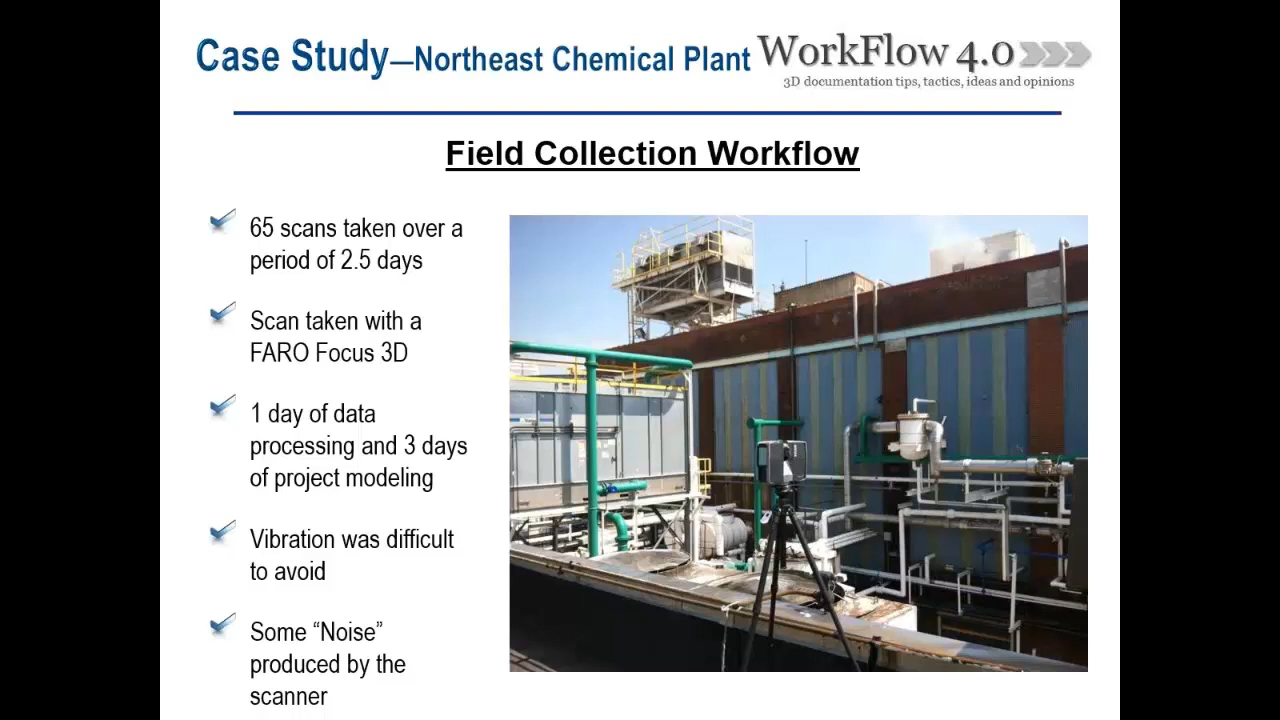 Case Study—Northeast Chemical Plant
WorkFlow 4.0
3D documentation tips, tactics, ideas and opinions
Field Collection Workflow
65 scans taken over a
period of 2.5 days
Scan taken with a
FARO Focus 3D
1 day of data
processing and 3 days
of project modeling
Vibration was difficult
to avoid
Some “Noise”
produced by the
scanner